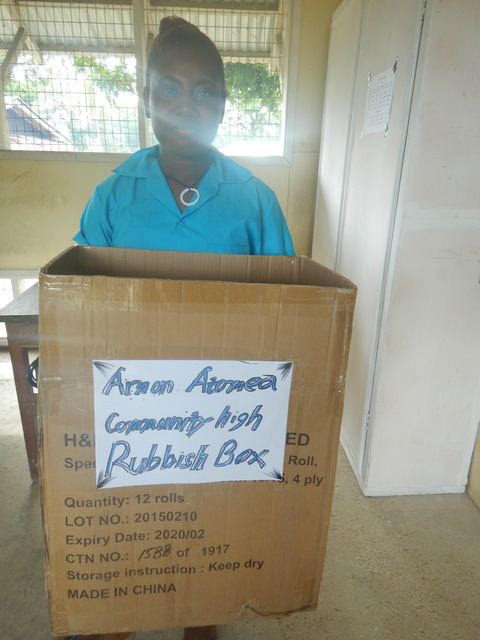 Arnon Atomea
Community high
Rubbish Box
H&
ED
Spec
Roll,
4 ply
Quantity: 12 rolls
LOT NO.: 20150210
Expiry Date: 2020/02
CTN NO.: 1588 of 1917
Storage instruction : Keep dry
MADE IN CHINA